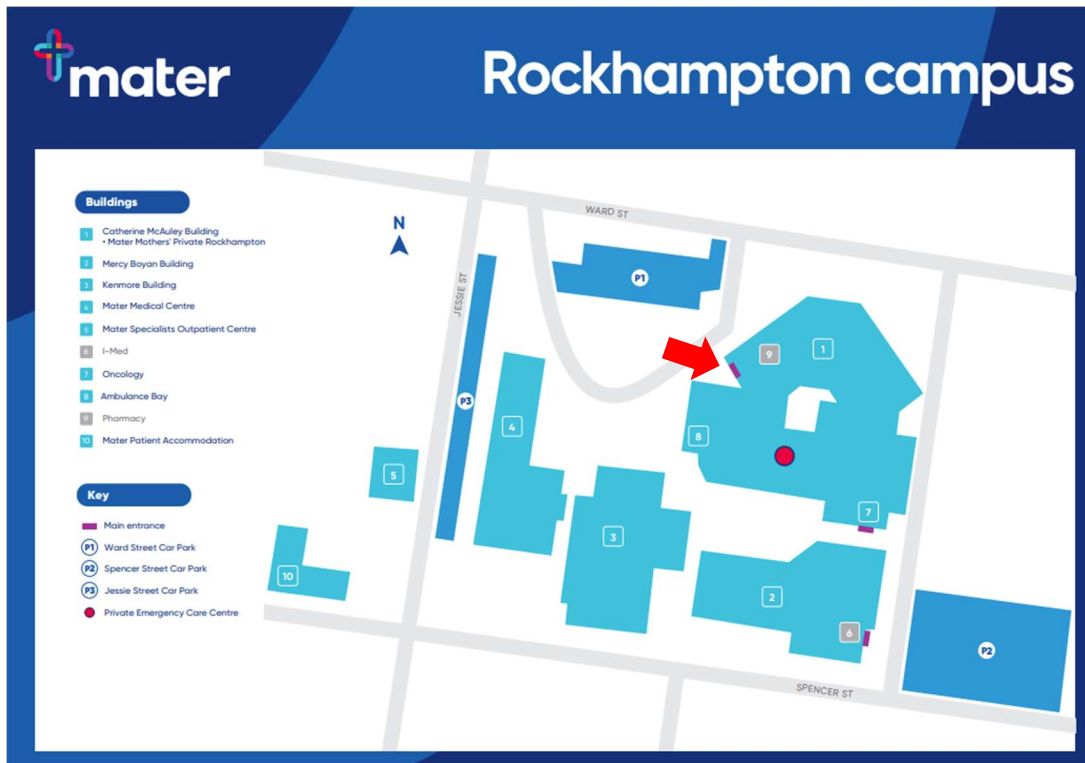 mater
Rockhampton campus
Buildings
1 Catherine McAuley Building
• Mater Mothers' Private Rockhampton
2 Mercy Boyan Building
3 Kenmore Building
4 Mater Medical Centre
5 Mater Specialists Outpatient Centre
6 I-Med
7 Oncology
8 Ambulance Bay
9 Pharmacy
10 Mater Patient Accommodation
Key
Main entrance
P1 Ward Street Car Park
P2 Spencer Street Car Park
P3 Jessie Street Car Park
Private Emergency Care Centre
N
WARD ST
JESSIE ST
P1
9
1
P3
4
8
5
7
3
10
2
6
P2
SPENCER ST